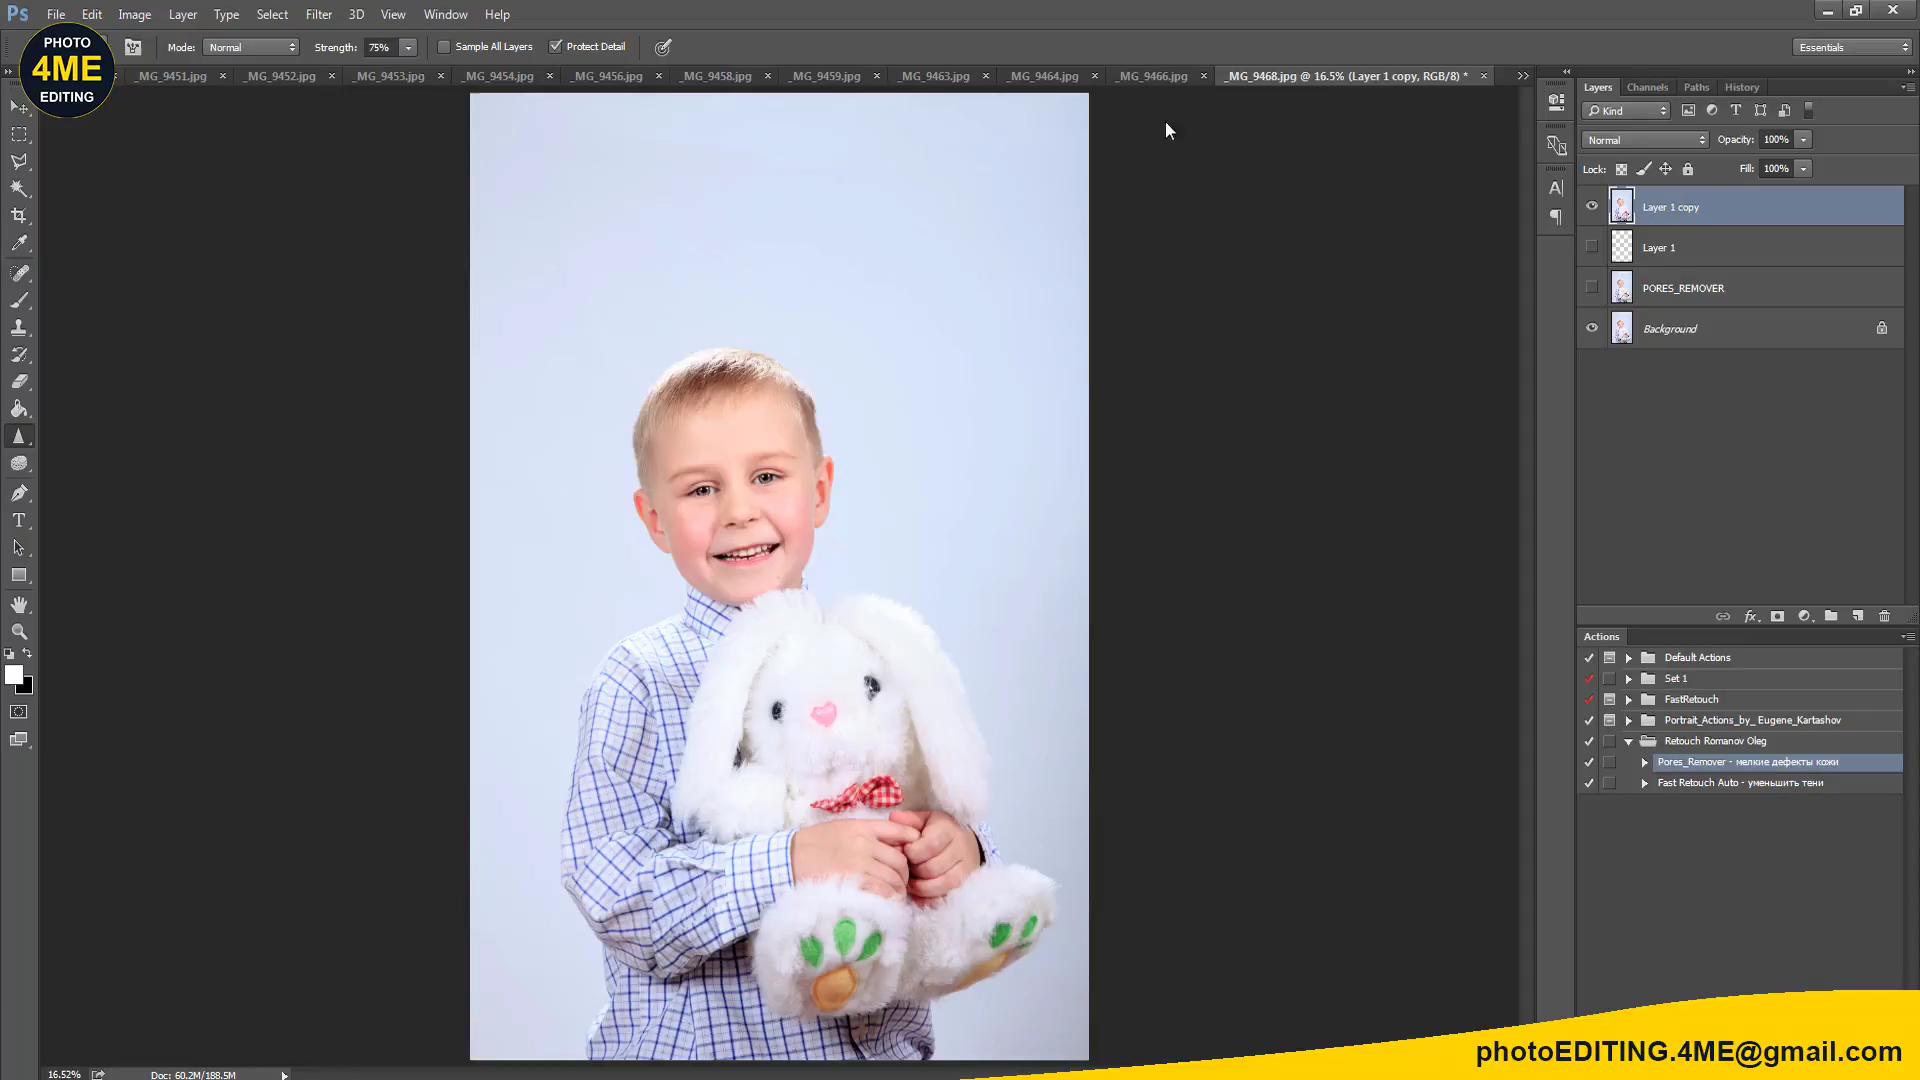 Ps File Edit Image Layer Type Select Filter 3D View Window Help
PHOTO
4ME
EDITING
Mode: Normal Strength: 75% Sample All Layers Protect Detail Essentials
_MG_9451.jpg × _MG_9452.jpg × _MG_9453.jpg × _MG_9454.jpg × _MG_9456.jpg × _MG_9458.jpg × _MG_9459.jpg × _MG_9463.jpg × _MG_9464.jpg × _MG_9466.jpg × _MG_9468.jpg @ 16.5% (Layer 1 copy, RGB/8) * ×
Layers Channels Paths History
Kind
Normal Opacity: 100%
Lock: Fill: 100%
Layer 1 copy
Layer 1
PORES_REMOVER
Background
fx
Actions
Default Actions
Set 1
FastRetouch
Portrait_Actions_by_ Eugene_Kartashov
Retouch Romanov Oleg
Pores_Remover - мелкие дефекты кожи
Fast Retouch Auto - уменьшить тени
16.52% Doc: 60.2M/188.5M
photoEDITING.4ME@gmail.com